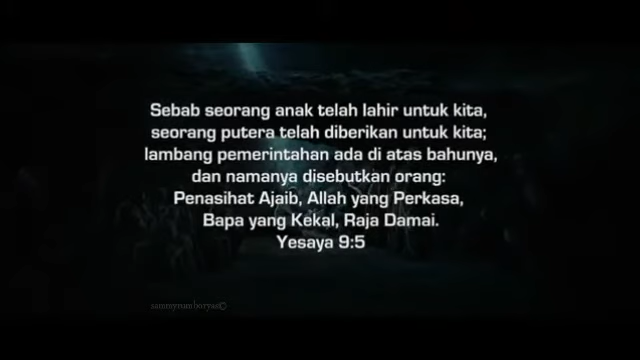 Sebab seorang anak telah lahir untuk kita,
seorang putera telah diberikan untuk kita;
lambang pemerintahan ada di atas bahunya,
dan namanya disebutkan orang:
Penasihat Ajaib, Allah yang Perkasa,
Bapa yang Kekal, Raja Damai.
Yesaya 9:5